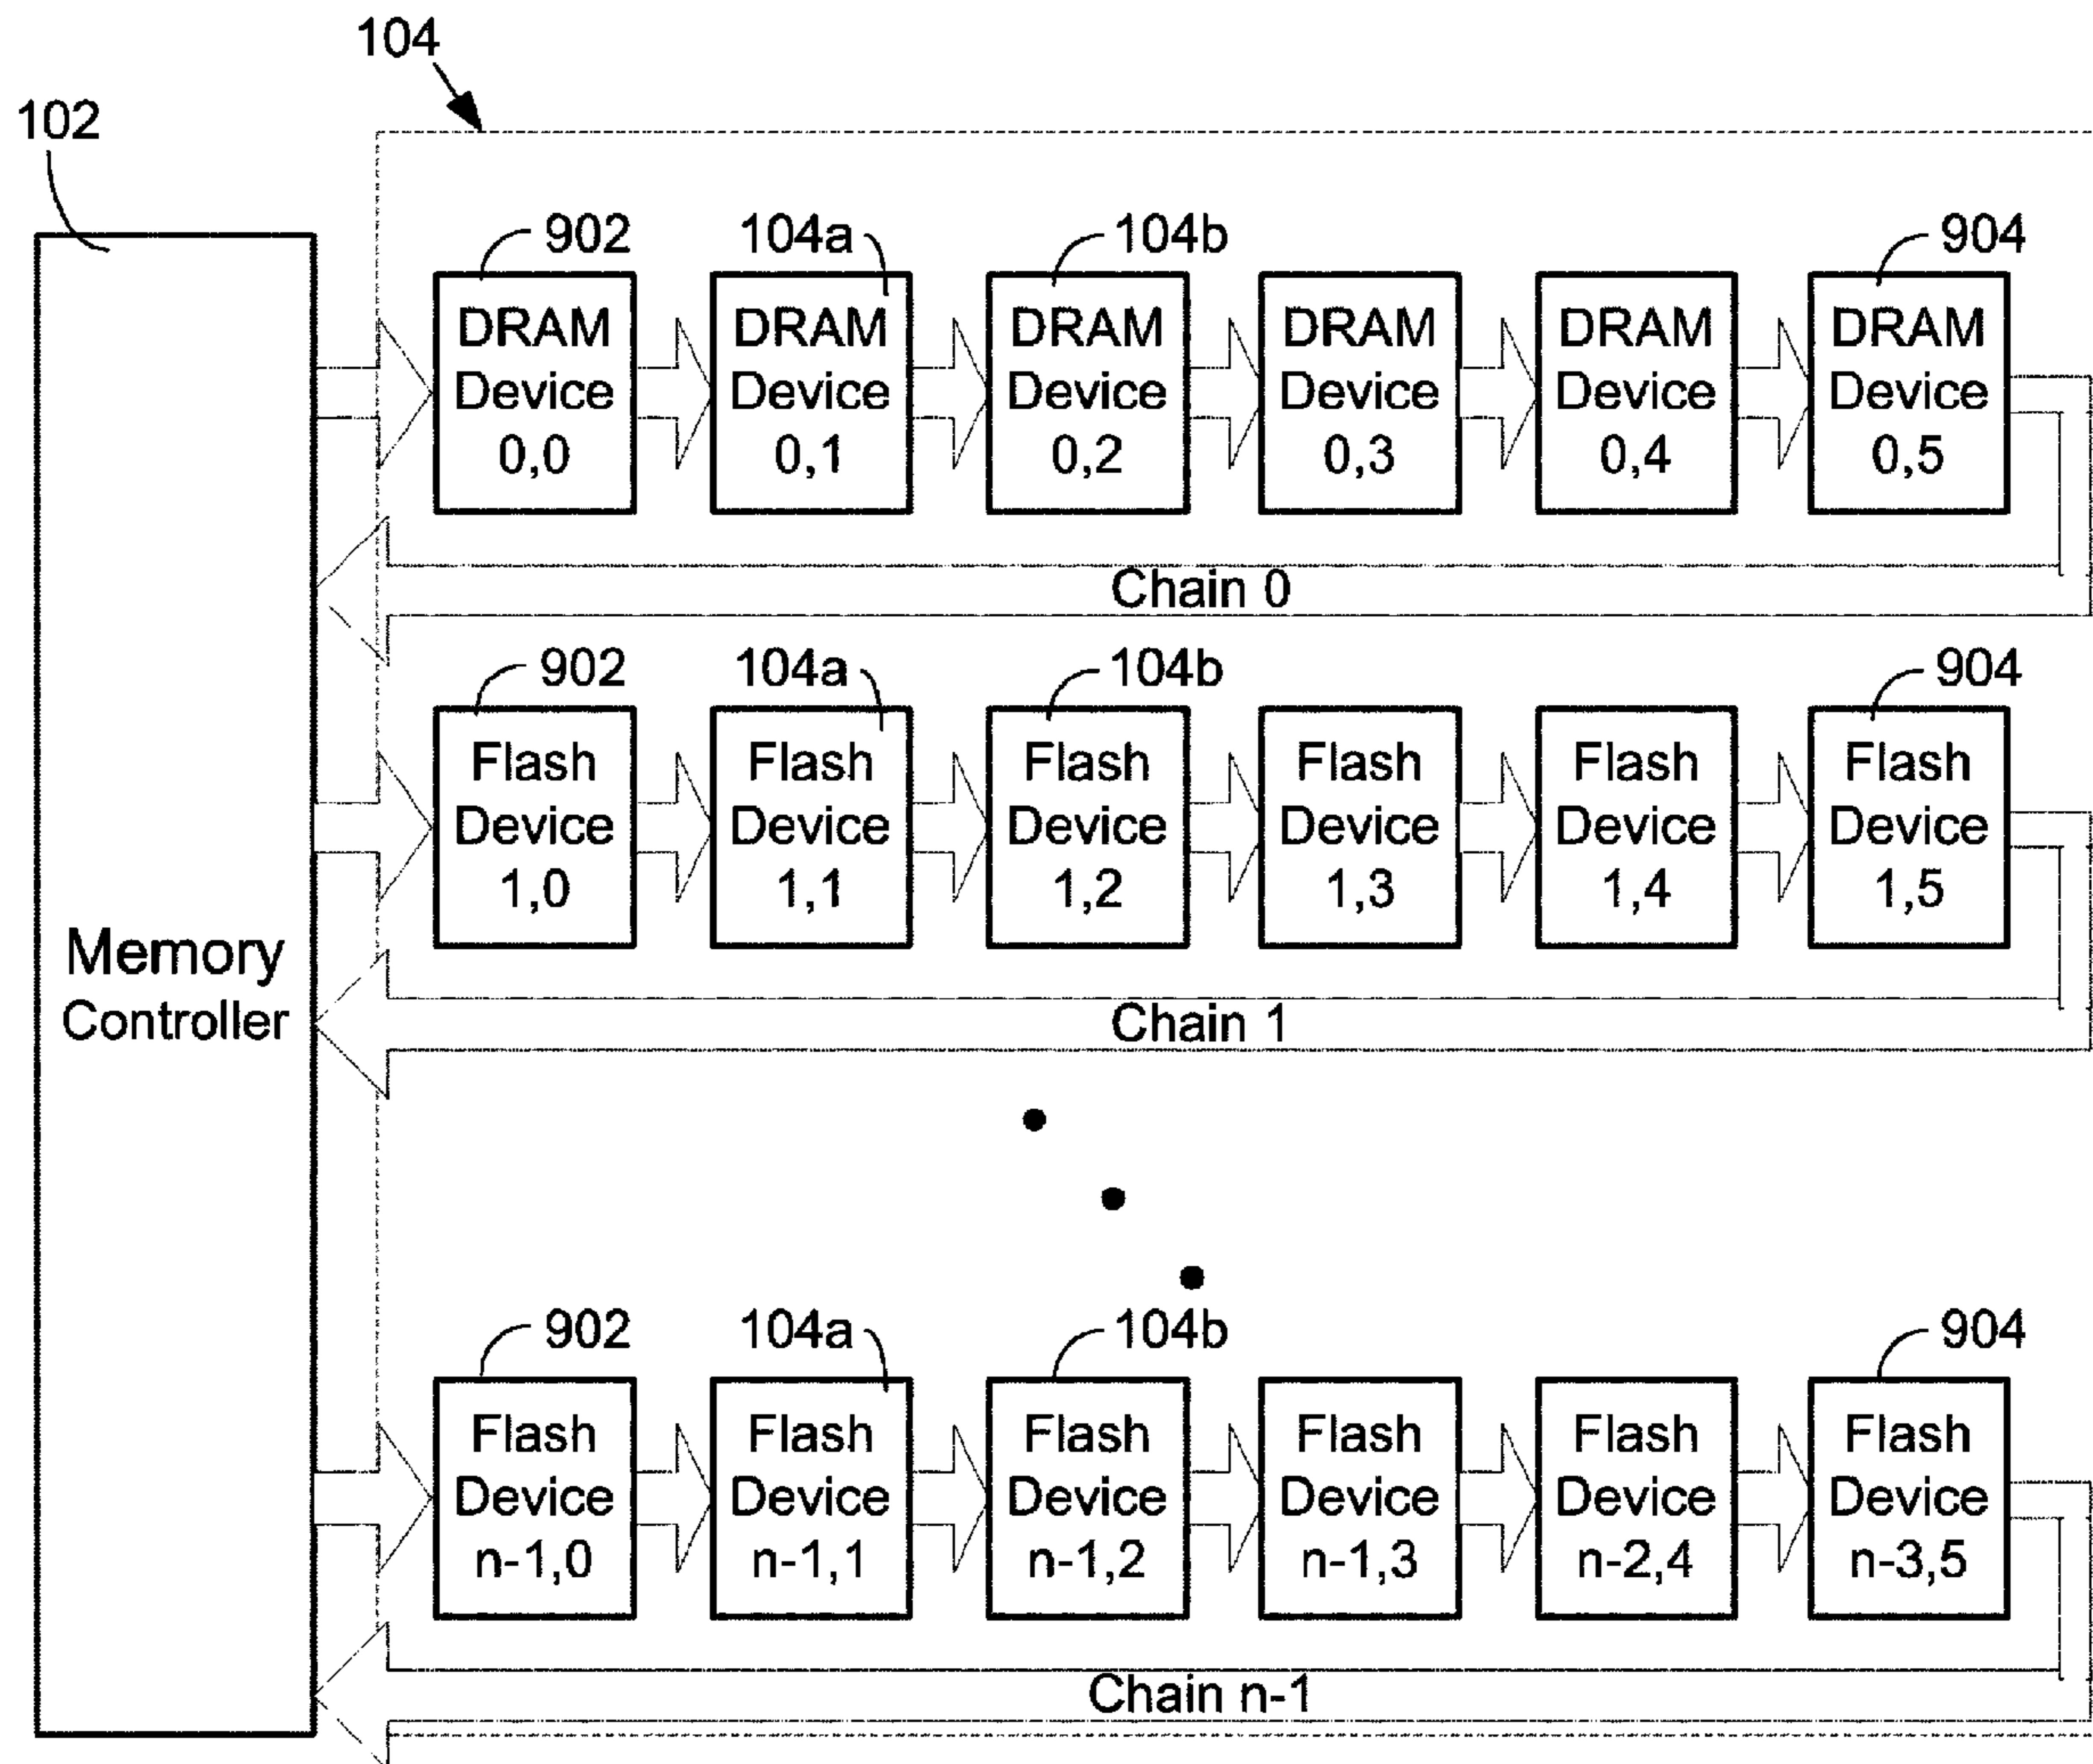 104
102
902 104a 104b 904
DRAM Device 0,0
DRAM Device 0,1
DRAM Device 0,2
DRAM Device 0,3
DRAM Device 0,4
DRAM Device 0,5
Chain 0
902 104a 104b 904
Flash Device 1,0
Flash Device 1,1
Flash Device 1,2
Flash Device 1,3
Flash Device 1,4
Flash Device 1,5
Memory
Controller
Chain 1
902 104a 104b 904
Flash Device n-1,0
Flash Device n-1,1
Flash Device n-1,2
Flash Device n-1,3
Flash Device n-2,4
Flash Device n-3,5
Chain n-1